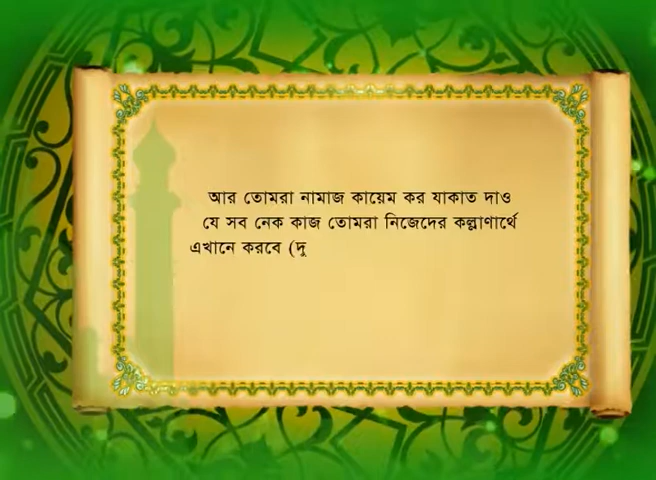 আর তোমরা নামাজ কায়েম কর যাকাত দাও
যে সব নেক কাজ তোমরা নিজেদের কল্লাণার্থে
এখানে করবে (দু